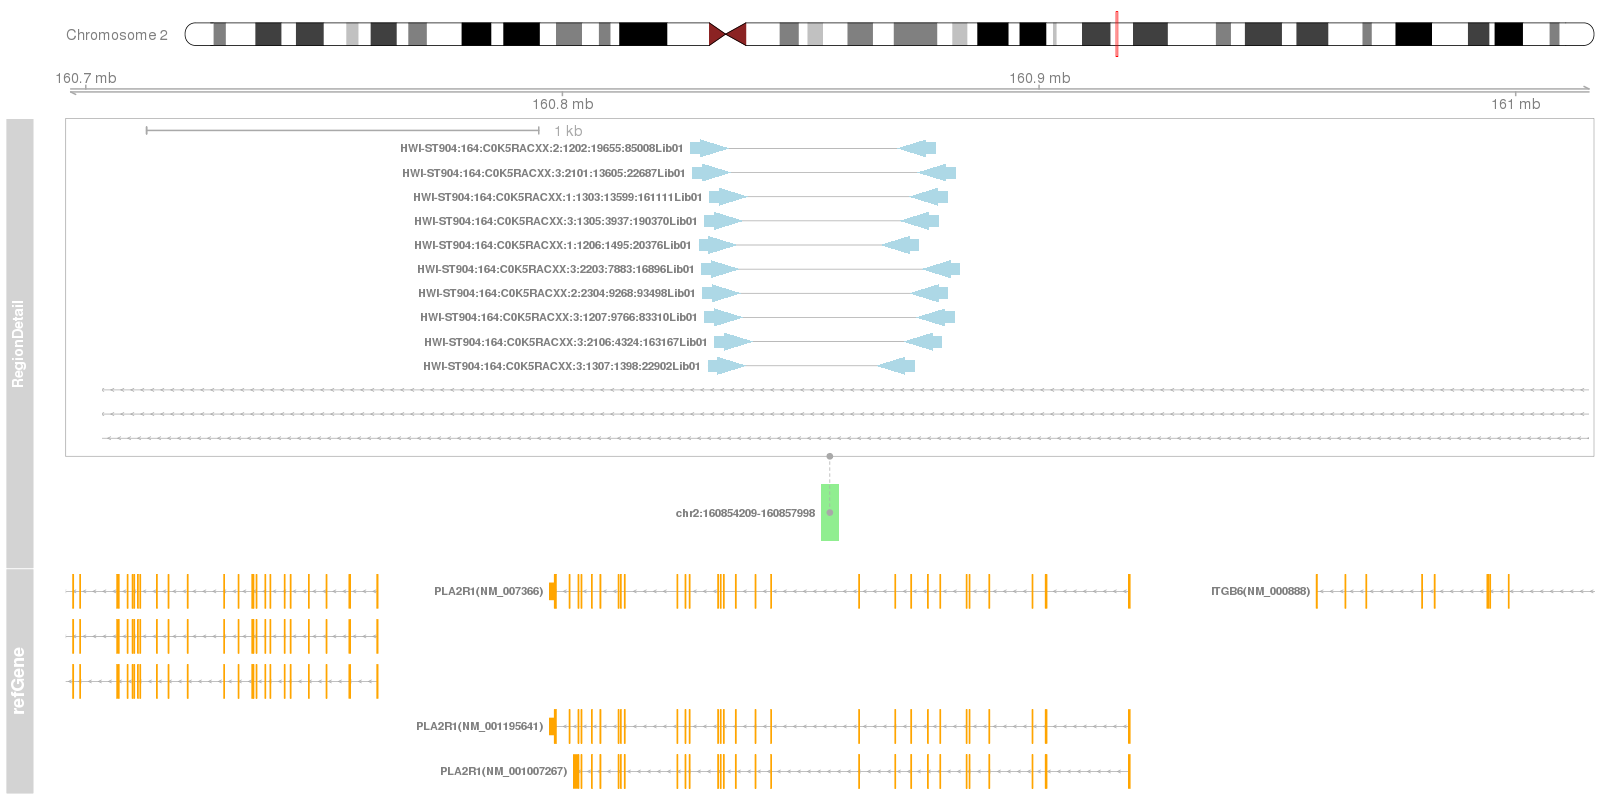 Chromosome 2
160.7 mb
160.9 mb
160.8 mb
161 mb
1 kb
HWI-ST904:164:C0K5RACXX:2:1202:19655:85008Lib01
HWI-ST904:164:C0K5RACXX:3:2101:13605:22687Lib01
HWI-ST904:164:C0K5RACXX:1:1303:13599:161111Lib01
HWI-ST904:164:C0K5RACXX:3:1305:3937:190370Lib01
HWI-ST904:164:C0K5RACXX:1:1206:1495:20376Lib01
HWI-ST904:164:C0K5RACXX:3:2203:7883:16896Lib01
HWI-ST904:164:C0K5RACXX:2:2304:9268:93498Lib01
HWI-ST904:164:C0K5RACXX:3:1207:9766:83310Lib01
HWI-ST904:164:C0K5RACXX:3:2106:4324:163167Lib01
HWI-ST904:164:C0K5RACXX:3:1307:1398:22902Lib01
RegionDetail
chr2:160854209-160857998
PLA2R1(NM_007366)
ITGB6(NM_000888)
refGene
PLA2R1(NM_001195641)
PLA2R1(NM_001007267)